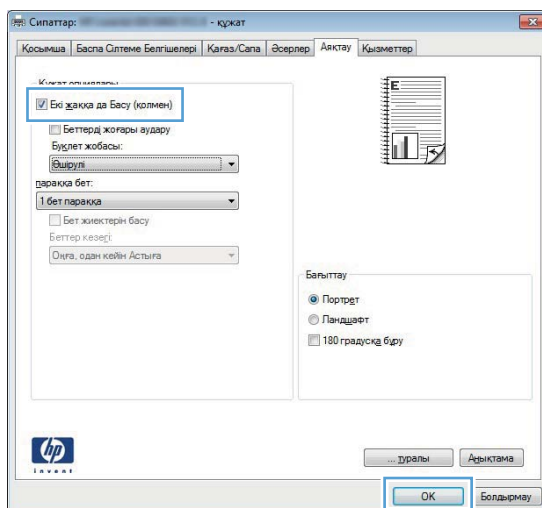 Сипаттар: - құжат
Қосымша Баспа Сілтеме Белгішелері Қағаз/Сапа Әсерлер Аяқтау Қызметтер
Құжат опциялары
Екі жаққа да Басу (қолмен)
Беттерді жоғары аудару
Буклет жобасы:
Өшірулі
параққа бет:
1 бет параққа
Бет жиектерін басу
Беттер кезегі:
Оңға, одан кейін Астыға
Бағыттау
Портрет
Ландшафт
180 градусқа бұру
hp
invent
... туралы Анықтама
OK Болдырмау